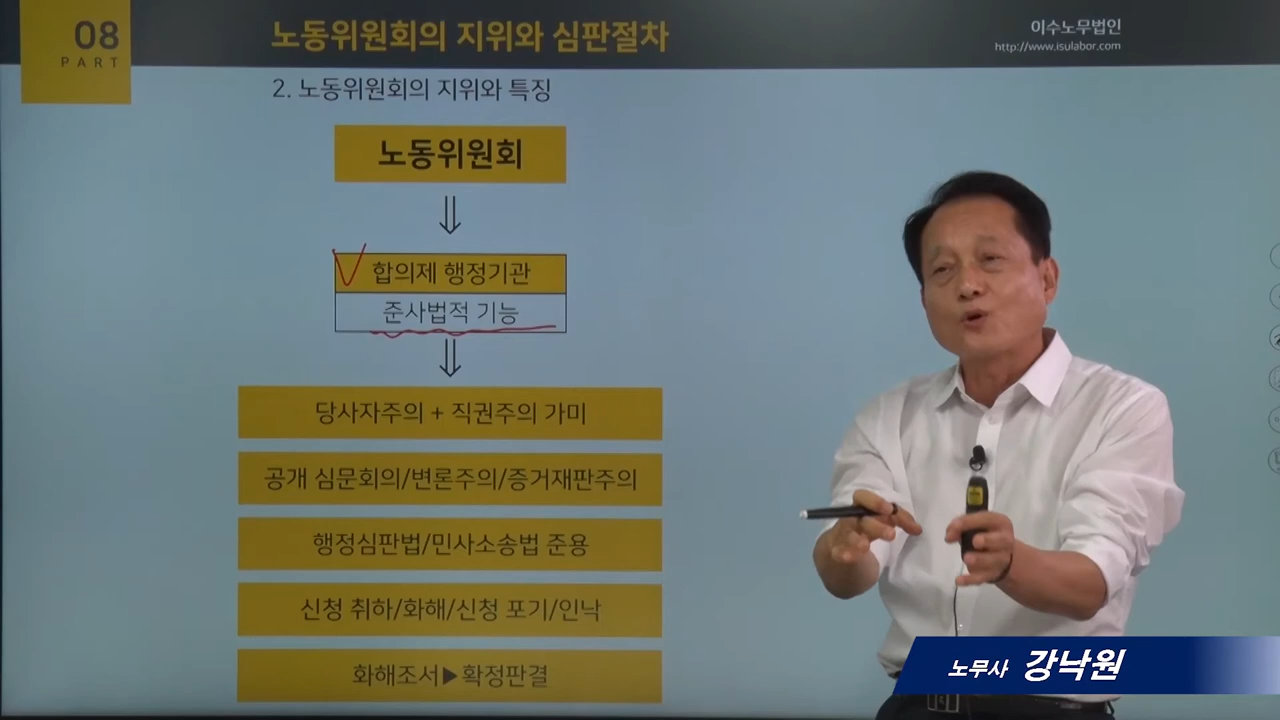 08
PART
노동위원회의 지위와 심판절차
이수노무법인
http://www.isulabor.com
2. 노동위원회의 지위와 특징
노동위원회
합의제 행정기관
준사법적 기능
당사자주의 + 직권주의 가미
공개 심문회의/변론주의/증거재판주의
행정심판법/민사소송법 준용
신청 취하/화해/신청 포기/인낙
화해조서▶확정판결
노무사 강낙원